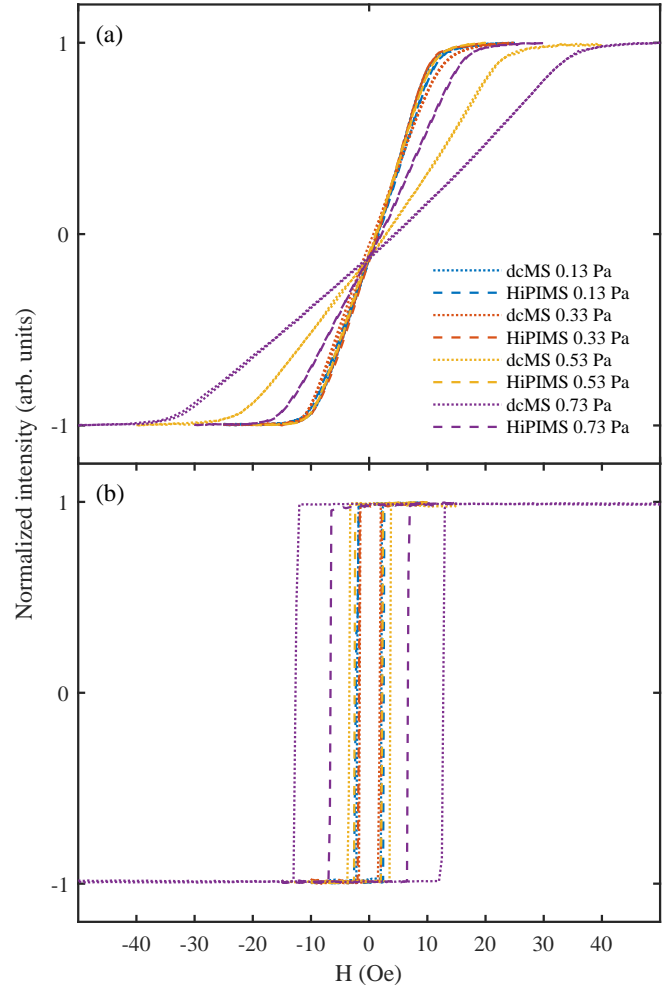 (a)
1
0
-1
dcMS 0.13 Pa
HiPIMS 0.13 Pa
dcMS 0.33 Pa
HiPIMS 0.33 Pa
dcMS 0.53 Pa
HiPIMS 0.53 Pa
dcMS 0.73 Pa
HiPIMS 0.73 Pa
Normalized intensity (arb. units)
(b)
1
0
-1
-40 -30 -20 -10 0 10 20 30 40
H (Oe)